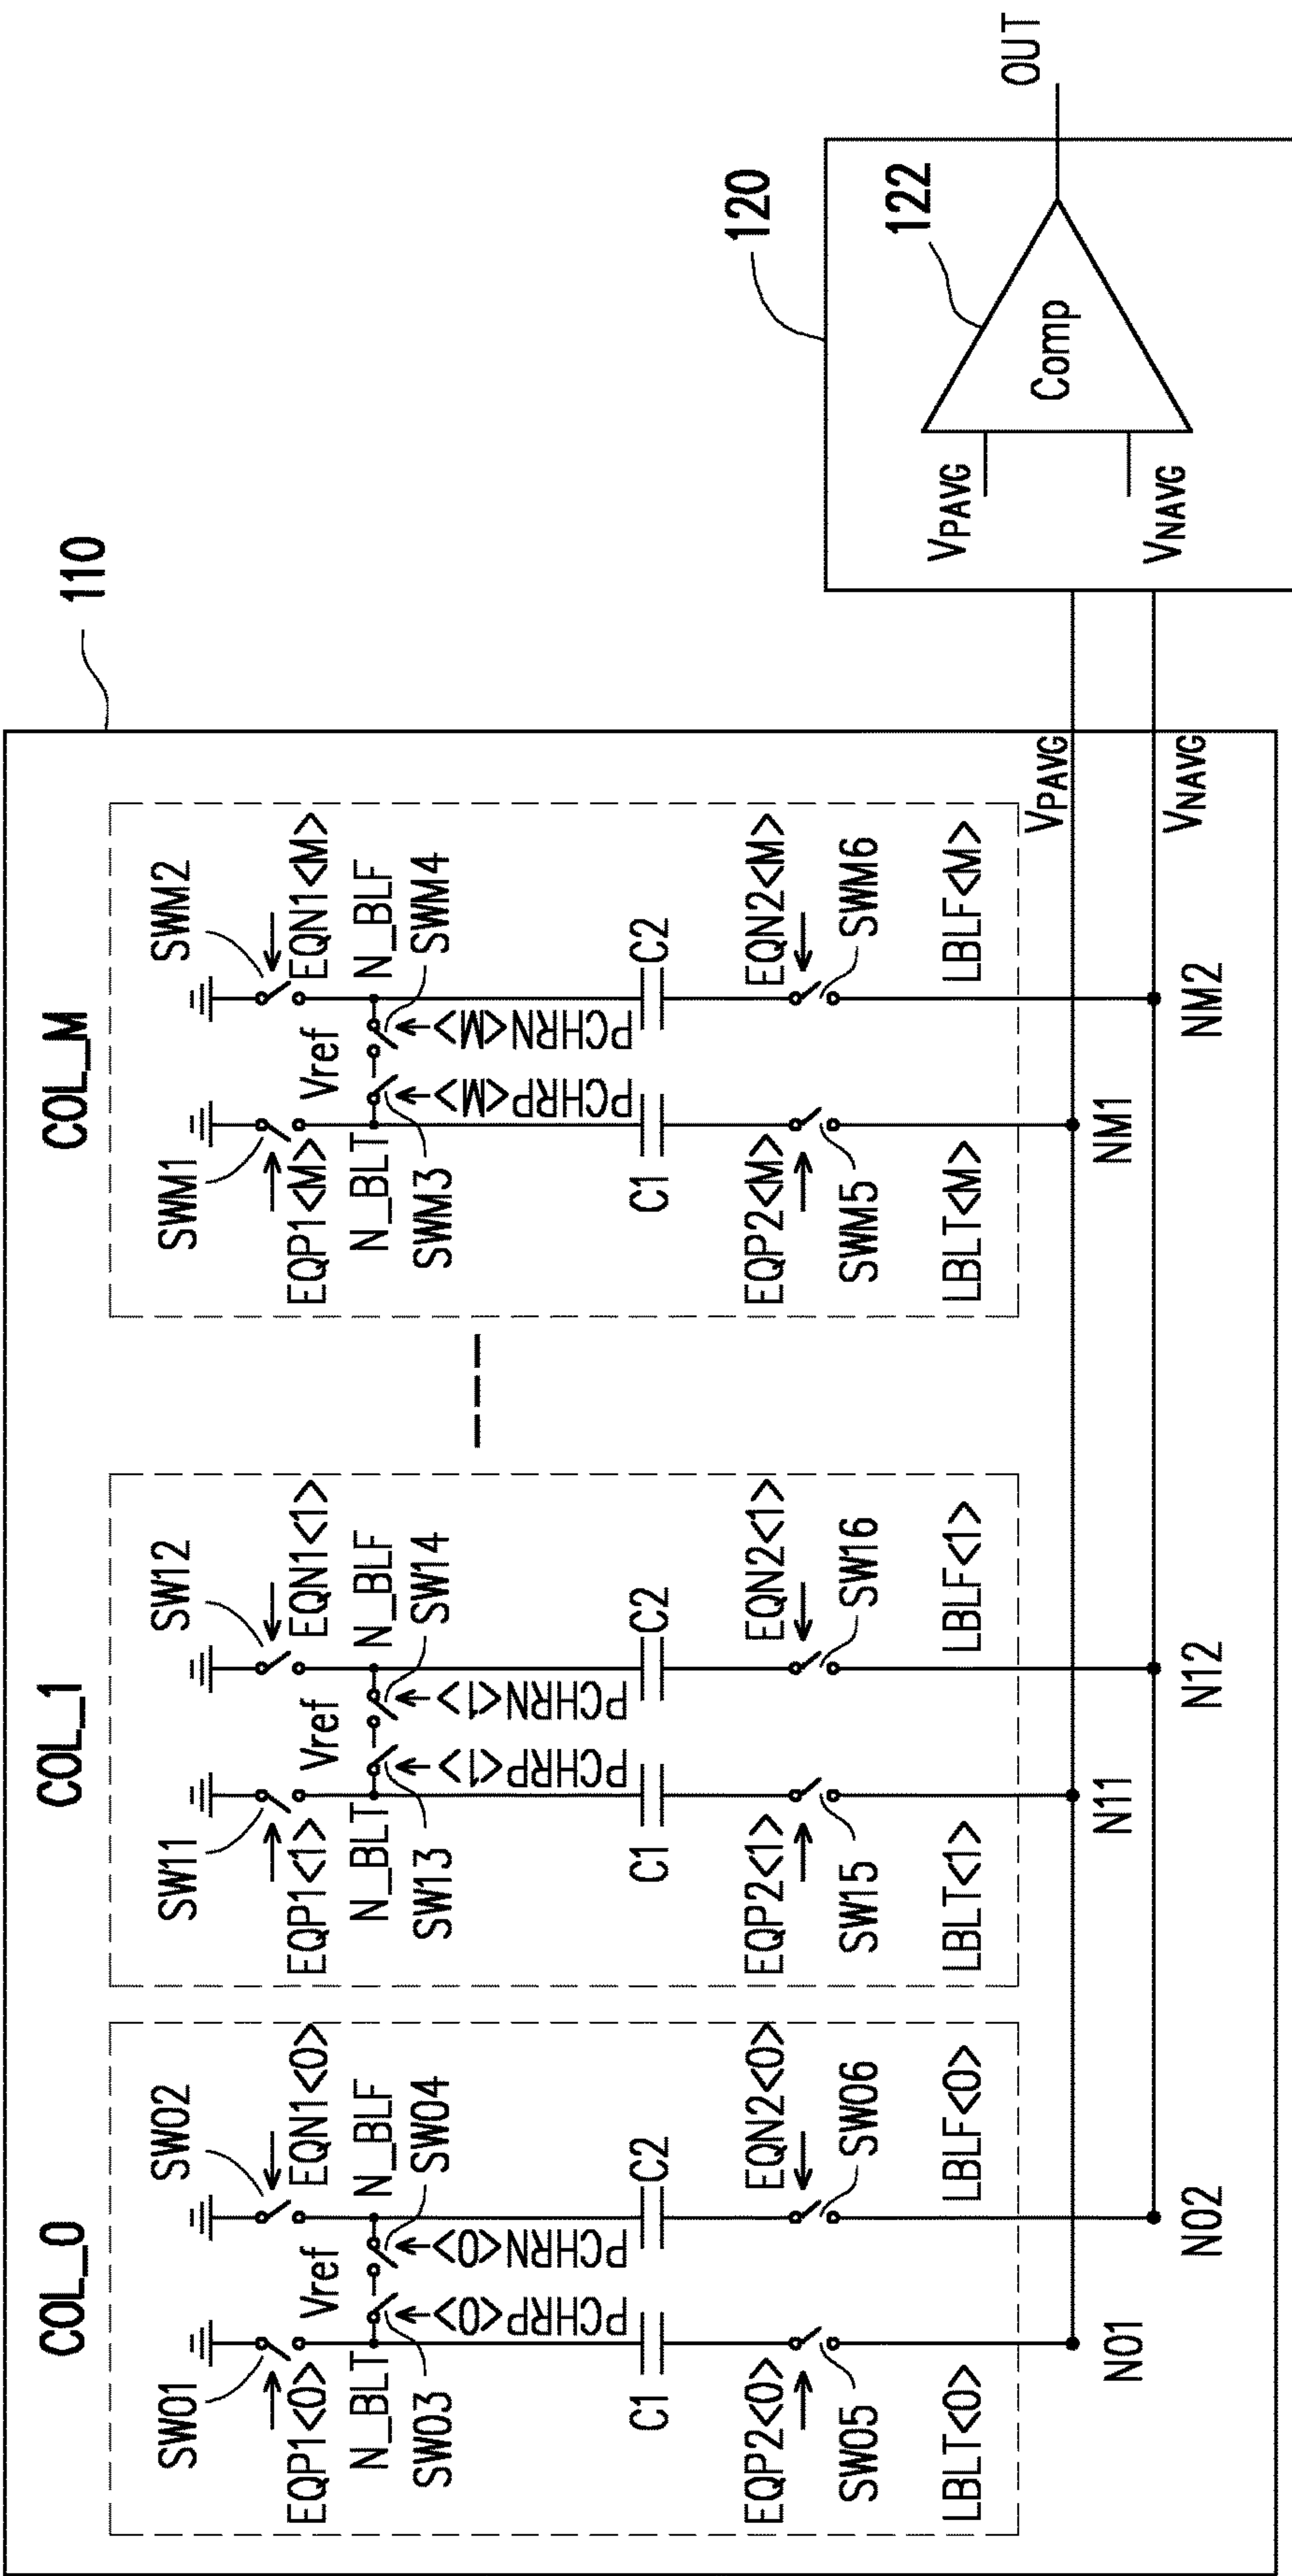 110
COL_0
SW01
SW02
EQP1<0>
EQN1<0>
Vref
N_BLT
N_BLF
SW03
SW04
PCHRP<0>
PCHRN<0>
C1
C2
EQP2<0>
EQN2<0>
SW05
SW06
LBLT<0>
LBLF<0>
N01
N02
COL_1
SW11
SW12
EQP1<1>
EQN1<1>
Vref
N_BLT
N_BLF
SW13
SW14
PCHRP<1>
PCHRN<1>
C1
C2
EQP2<1>
EQN2<1>
SW15
SW16
LBLT<1>
LBLF<1>
N11
N12
COL_M
SWM1
SWM2
EQP1<M>
EQN1<M>
Vref
N_BLT
N_BLF
SWM3
SWM4
PCHRP<M>
PCHRN<M>
C1
C2
EQP2<M>
EQN2<M>
SWM5
SWM6
LBLT<M>
LBLF<M>
NM1
NM2
VPAVG
VNAVG
120
122
VPAVG
VNAVG
Comp
OUT